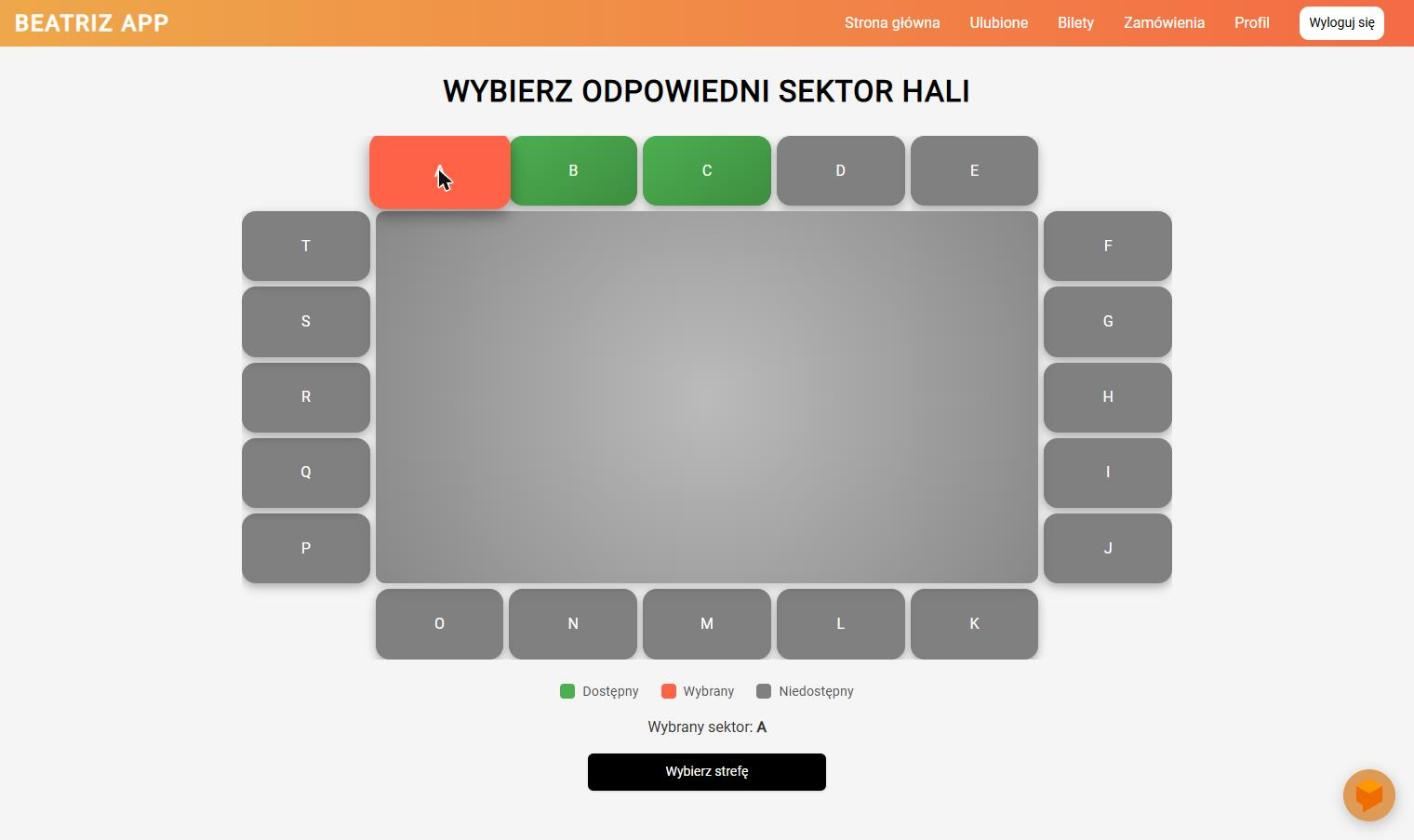 BEATRIZ APP
Strona główna Ulubione Bilety Zamówienia Profil Wyloguj się
WYBIERZ ODPOWIEDNI SEKTOR HALI
A B C D E
T F
S G
R H
Q I
P J
O N M L K
Dostępny Wybrany Niedostępny
Wybrany sektor: A
Wybierz strefę